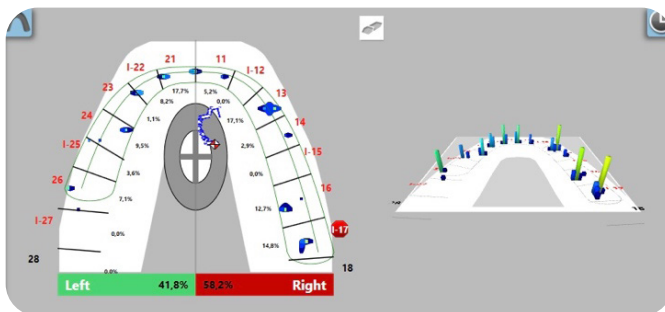 21 11
I-22 I-12
23 17,7% 5,2% 13
8,2% 0,0%
24 1,1% 17,1% 14
I-25 9,5% 2,9% I-15
26 3,6% 0,0% 16
7,1% 12,7%
I-27 0,0% 14,8% I-17
28 0,0% 18
Left 41,8% 58,2% Right